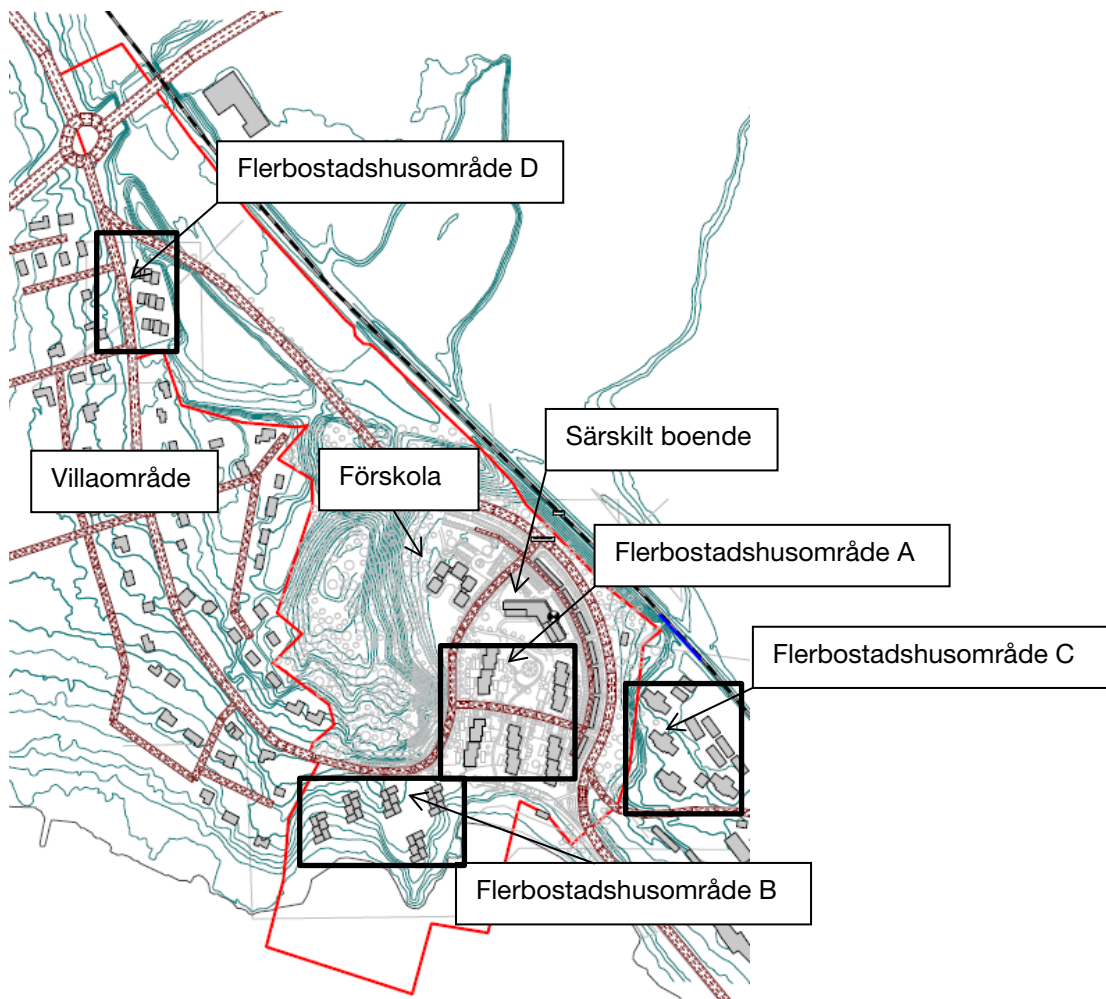 Flerbostadshusområde D
Särskilt boende
Villaområde
Förskola
Flerbostadshusområde A
Flerbostadshusområde C
Flerbostadshusområde B